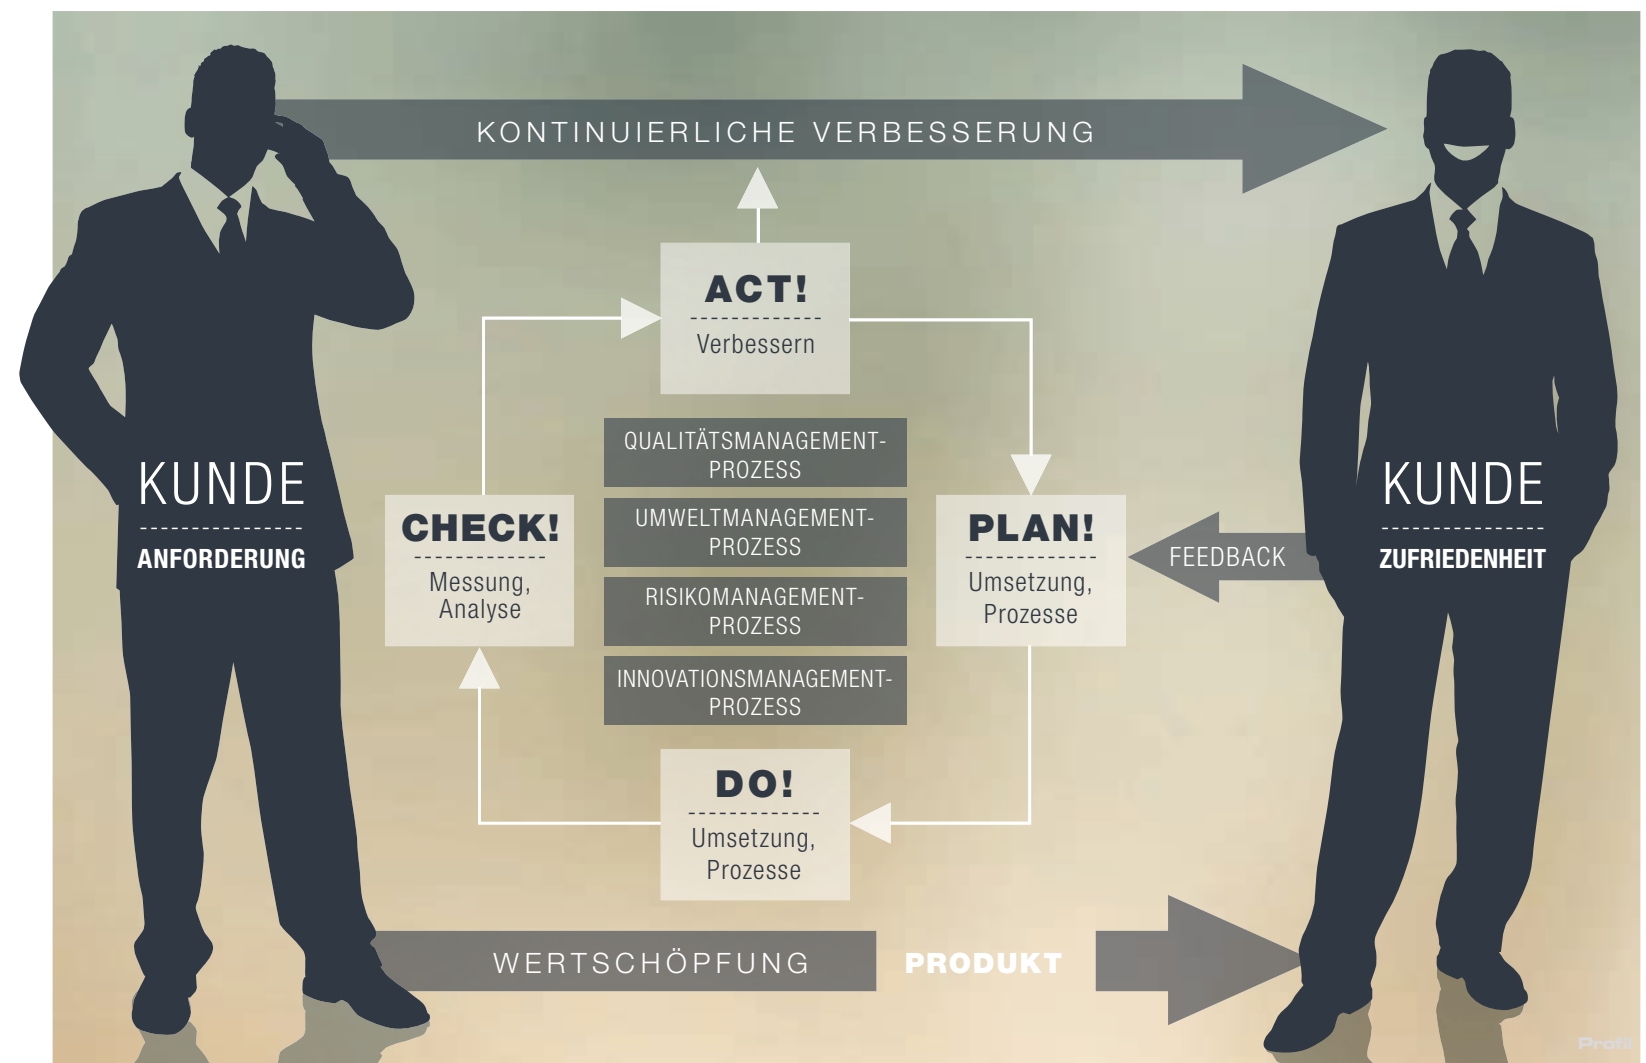 KONTINUIERLICHE VERBESSERUNG
ACT!
Verbessern
KUNDE
ANFORDERUNG
CHECK!
Messung,
Analyse
QUALITÄTSMANAGEMENT-
PROZESS
UMWELTMANAGEMENT-
PROZESS
RISIKOMANAGEMENT-
PROZESS
INNOVATIONSMANAGEMENT-
PROZESS
PLAN!
Umsetzung,
Prozesse
FEEDBACK
KUNDE
ZUFRIEDENHEIT
DO!
Umsetzung,
Prozesse
WERTSCHÖPFUNG
PRODUKT
Profil